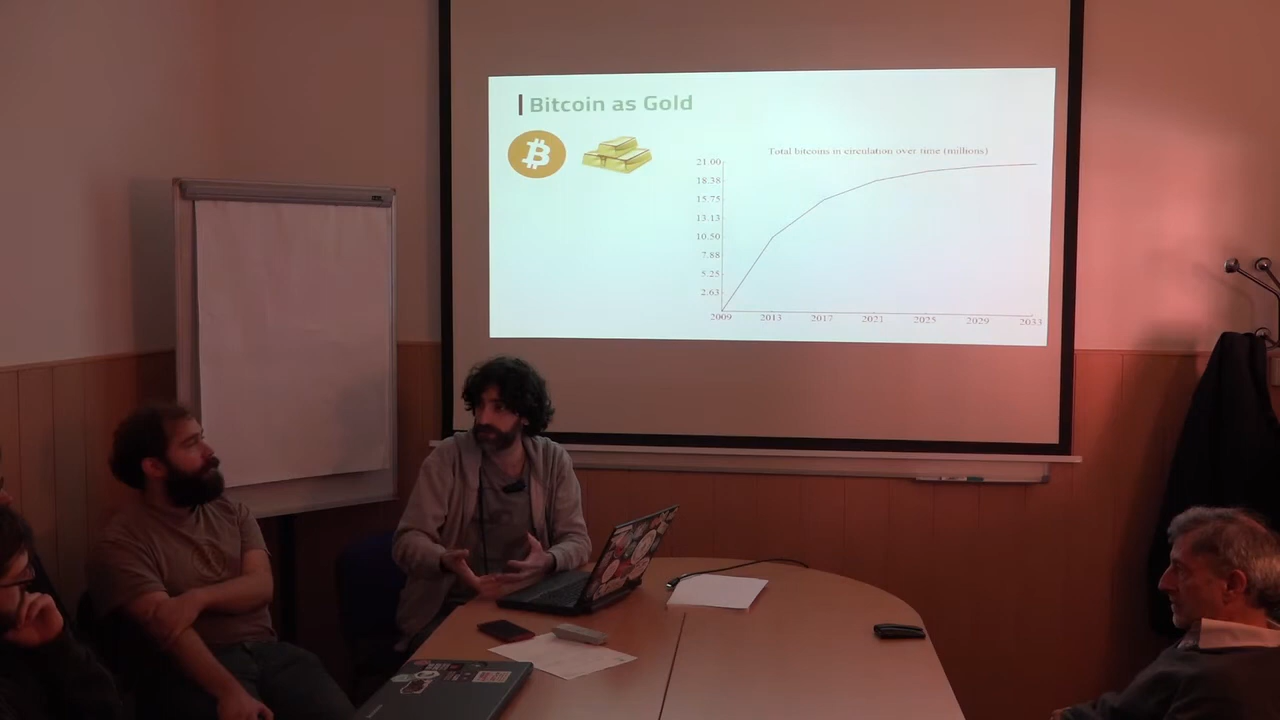 Bitcoin as Gold
Total bitcoins in circulation over time (millions)
21.00
18.38
15.75
13.13
10.50
7.88
5.25
2.63
2009 2013 2017 2021 2025 2029 2033